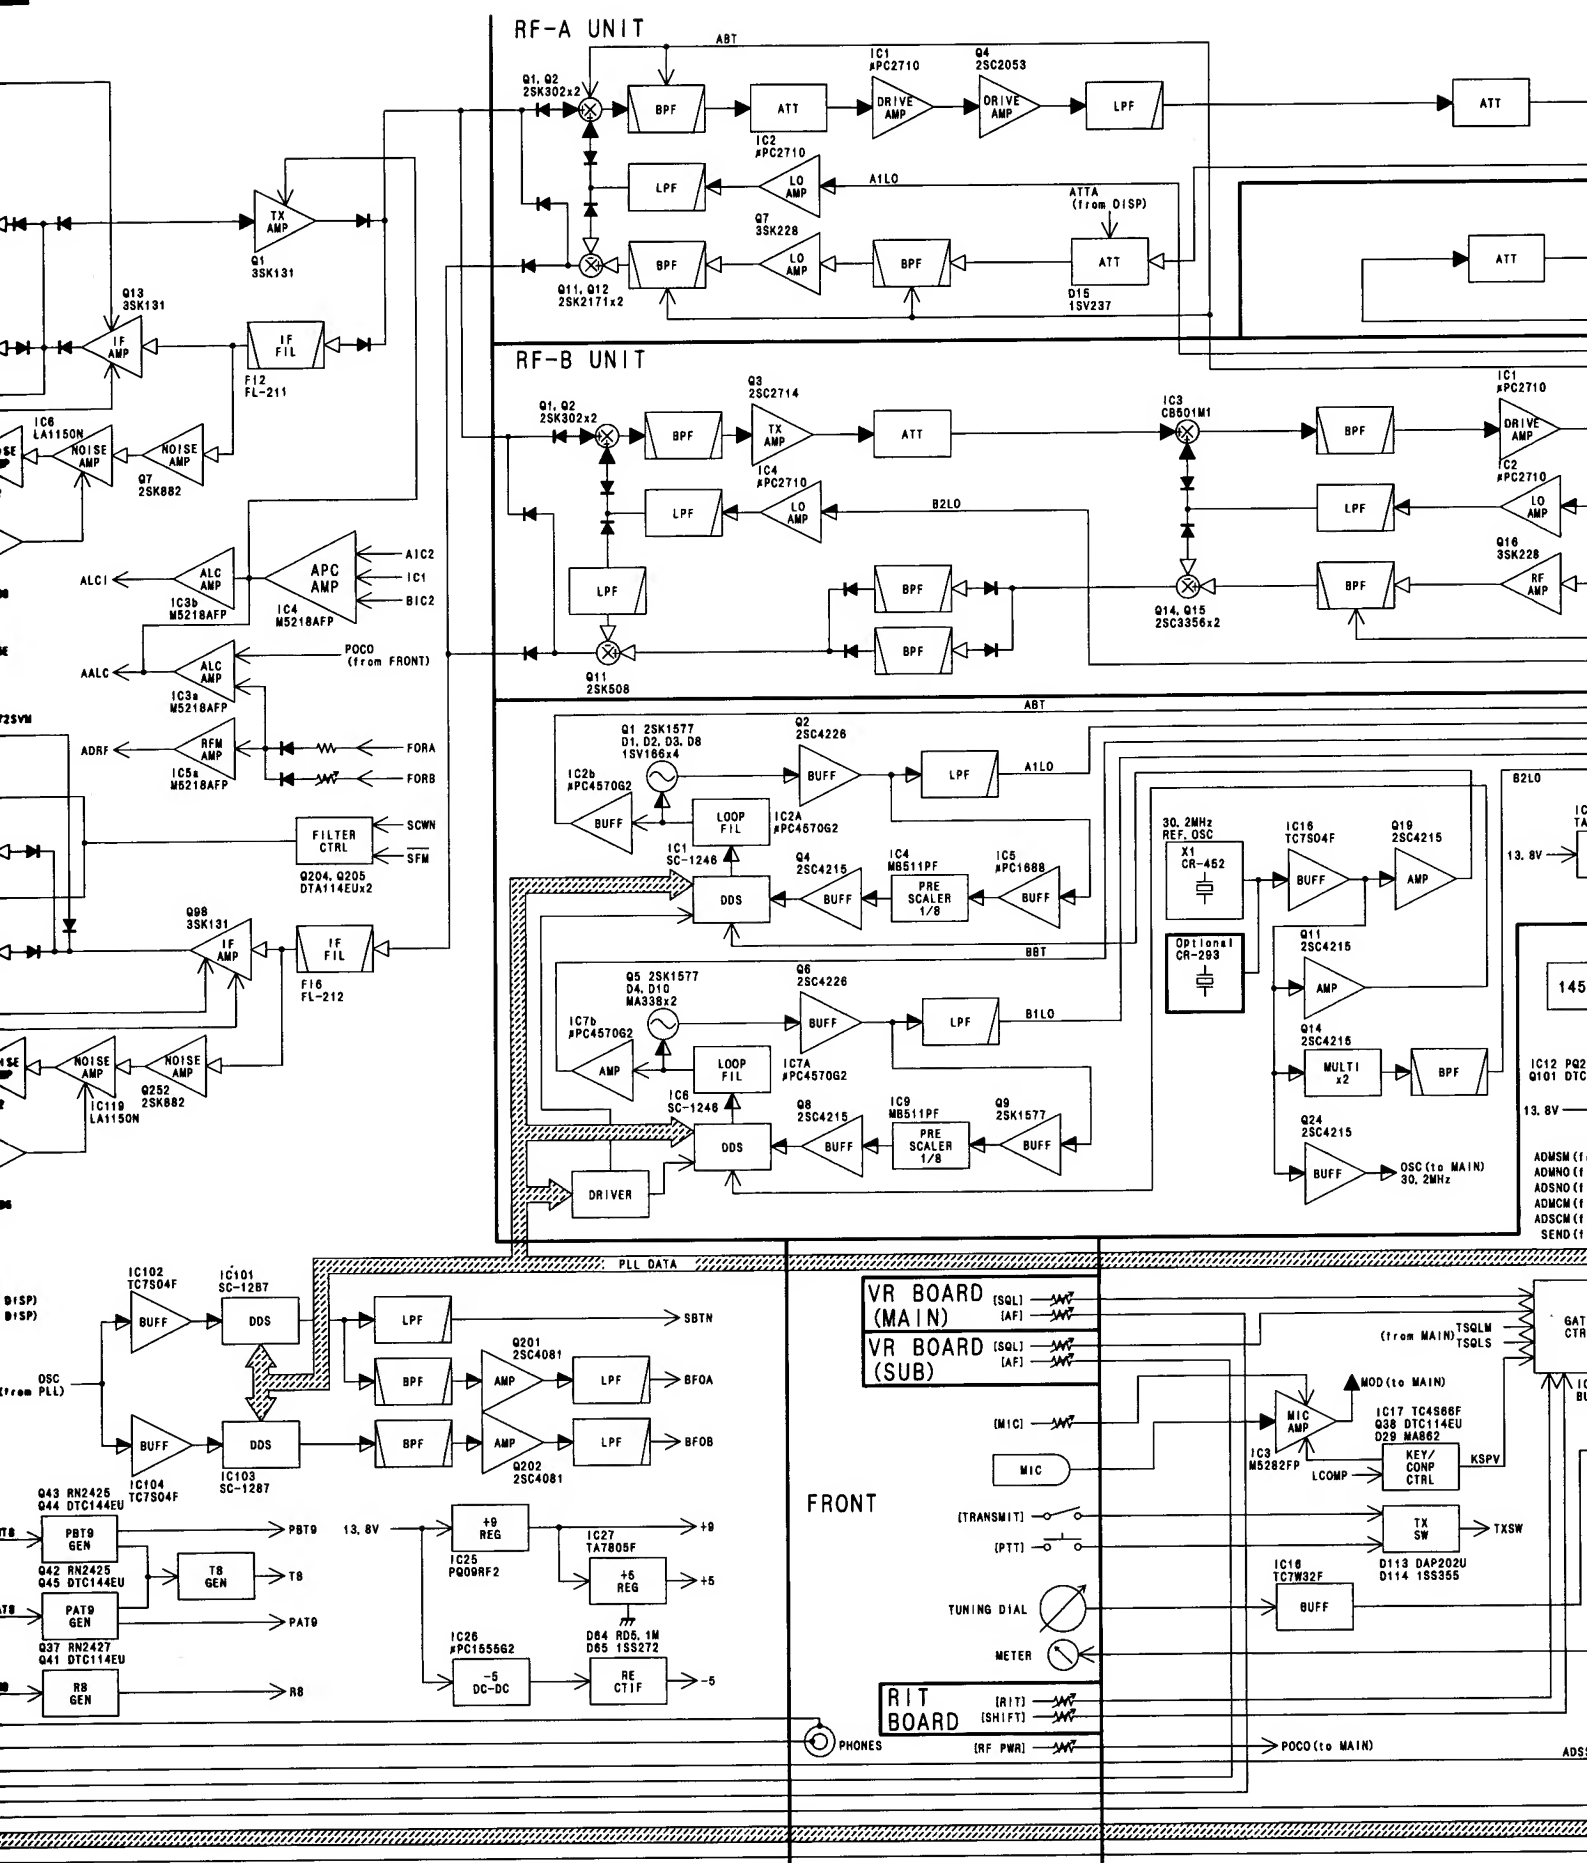 RF-A UNIT
ABT
Q1, Q2
2SK302x2
BPF
ATT
IC1
μPC2710
DRIVE
AMP
Q4
2SC2053
DRIVE
AMP
LPF
ATT
IC2
μPC2710
LPF
LO
AMP
A1LO
ATTA
(from DISP)
TX
AMP
Q1
3SK131
Q7
3SK228
BPF
LO
AMP
BPF
ATT
ATT
Q11, Q12
2SK2171x2
D15
1SV237
Q13
3SK131
IF
AMP
IF
FIL
FI2
FL-211
RF-B UNIT
Q1, Q2
2SK302x2
BPF
Q3
2SC2714
TX
AMP
ATT
IC3
CB501M1
BPF
IC1
μPC2710
DRIVE
AMP
IC6
LA1150N
NOISE
AMP
NOISE
AMP
Q7
2SK882
IC4
μPC2710
LPF
LO
AMP
B2LO
LPF
IC2
μPC2710
LO
AMP
Q16
3SK228
ALCI
ALC
AMP
IC3b
M5218AFP
APC
AMP
IC4
M5218AFP
AIC2
IC1
BIC2
LPF
BPF
BPF
Q14, Q15
2SC3356x2
BPF
RF
AMP
AALC
ALC
AMP
IC3a
M5218AFP
POCO
(from FRONT)
Q11
2SK508
ADRF
RFM
AMP
IC5a
M5218AFP
FORA
FORB
ABT
Q1 2SK1577
D1, D2, D3, D8
1SV166x4
Q2
2SC4226
BUFF
LPF
A1LO
IC2b
μPC4570G2
BUFF
LOOP
FIL
IC2A
μPC4570G2
B2LO
FILTER
CTRL
SCWN
SFM
Q204, Q205
DTA114EUx2
IC1
SC-1246
DDS
Q4
2SC4215
BUFF
IC4
MB511PF
PRE
SCALER
1/8
IC5
μPC1688
BUFF
30.2MHz
REF. OSC
X1
CR-452
IC16
TC7S04F
BUFF
Q19
2SC4215
AMP
13.8V
Q98
3SK131
IF
AMP
IF
FIL
FI6
FL-212
BBT
Optional
CR-293
Q11
2SC4215
AMP
Q5 2SK1577
D4, D10
MA338x2
Q6
2SC4226
BUFF
LPF
B1LO
IC7b
μPC4570G2
AMP
LOOP
FIL
IC7A
μPC4570G2
Q14
2SC4215
MULTI
x2
BPF
NOISE
AMP
NOISE
AMP
IC119
LA1150N
Q252
2SK882
IC6
SC-1246
DDS
Q8
2SC4215
BUFF
IC9
MB511PF
PRE
SCALER
1/8
Q9
2SK1577
BUFF
13.8V
Q24
2SC4215
BUFF
OSC (to MAIN)
30.2MHz
DRIVER
PLL DATA
IC102
TC7S04F
BUFF
IC101
SC-1287
DDS
LPF
SBTN
OSC
(from PLL)
BPF
Q201
2SC4081
AMP
LPF
BFOA
BUFF
IC104
TC7S04F
DDS
IC103
SC-1287
BPF
AMP
Q202
2SC4081
LPF
BFOB
VR BOARD
(MAIN)
[SQL]
[AF]
VR BOARD
(SUB)
[SQL]
[AF]
(from MAIN)
TSQLM
TSQLS
[MIC]
MIC
MIC
AMP
IC3
M5282FP
MOD (to MAIN)
IC17 TC4S66F
Q38 DTC114EU
D29 MA862
KEY/
COMP
CTRL
LCOMP
KSPV
FRONT
[TRANSMIT]
[PTT]
TX
SW
TXSW
D113 DAP202U
D114 1SS355
Q43 RN2425
Q44 DTC144EU
PBT9
GEN
PBT9
Q42 RN2425
Q45 DTC144EU
T8
GEN
T8
PAT9
GEN
PAT9
Q37 RN2427
Q41 DTC114EU
R8
GEN
R8
13.8V
+9
REG
IC25
PQ09RF2
+9
IC27
TA7805F
+5
REG
+5
IC26
μPC1555G2
-5
DC-DC
D64 RD5.1M
D65 1SS272
RE
CTIF
-5
TUNING DIAL
IC16
TC7W32F
BUFF
METER
RIT
BOARD
[RIT]
[SHIFT]
PHONES
[RF PWR]
POCO (to MAIN)